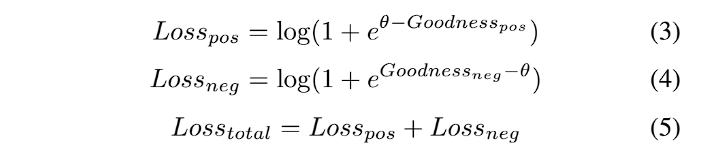 Loss_pos = log(1 + e^{θ−Goodness_pos}) (3)
Loss_neg = log(1 + e^{Goodness_neg−θ}) (4)
Loss_total = Loss_pos + Loss_neg (5)